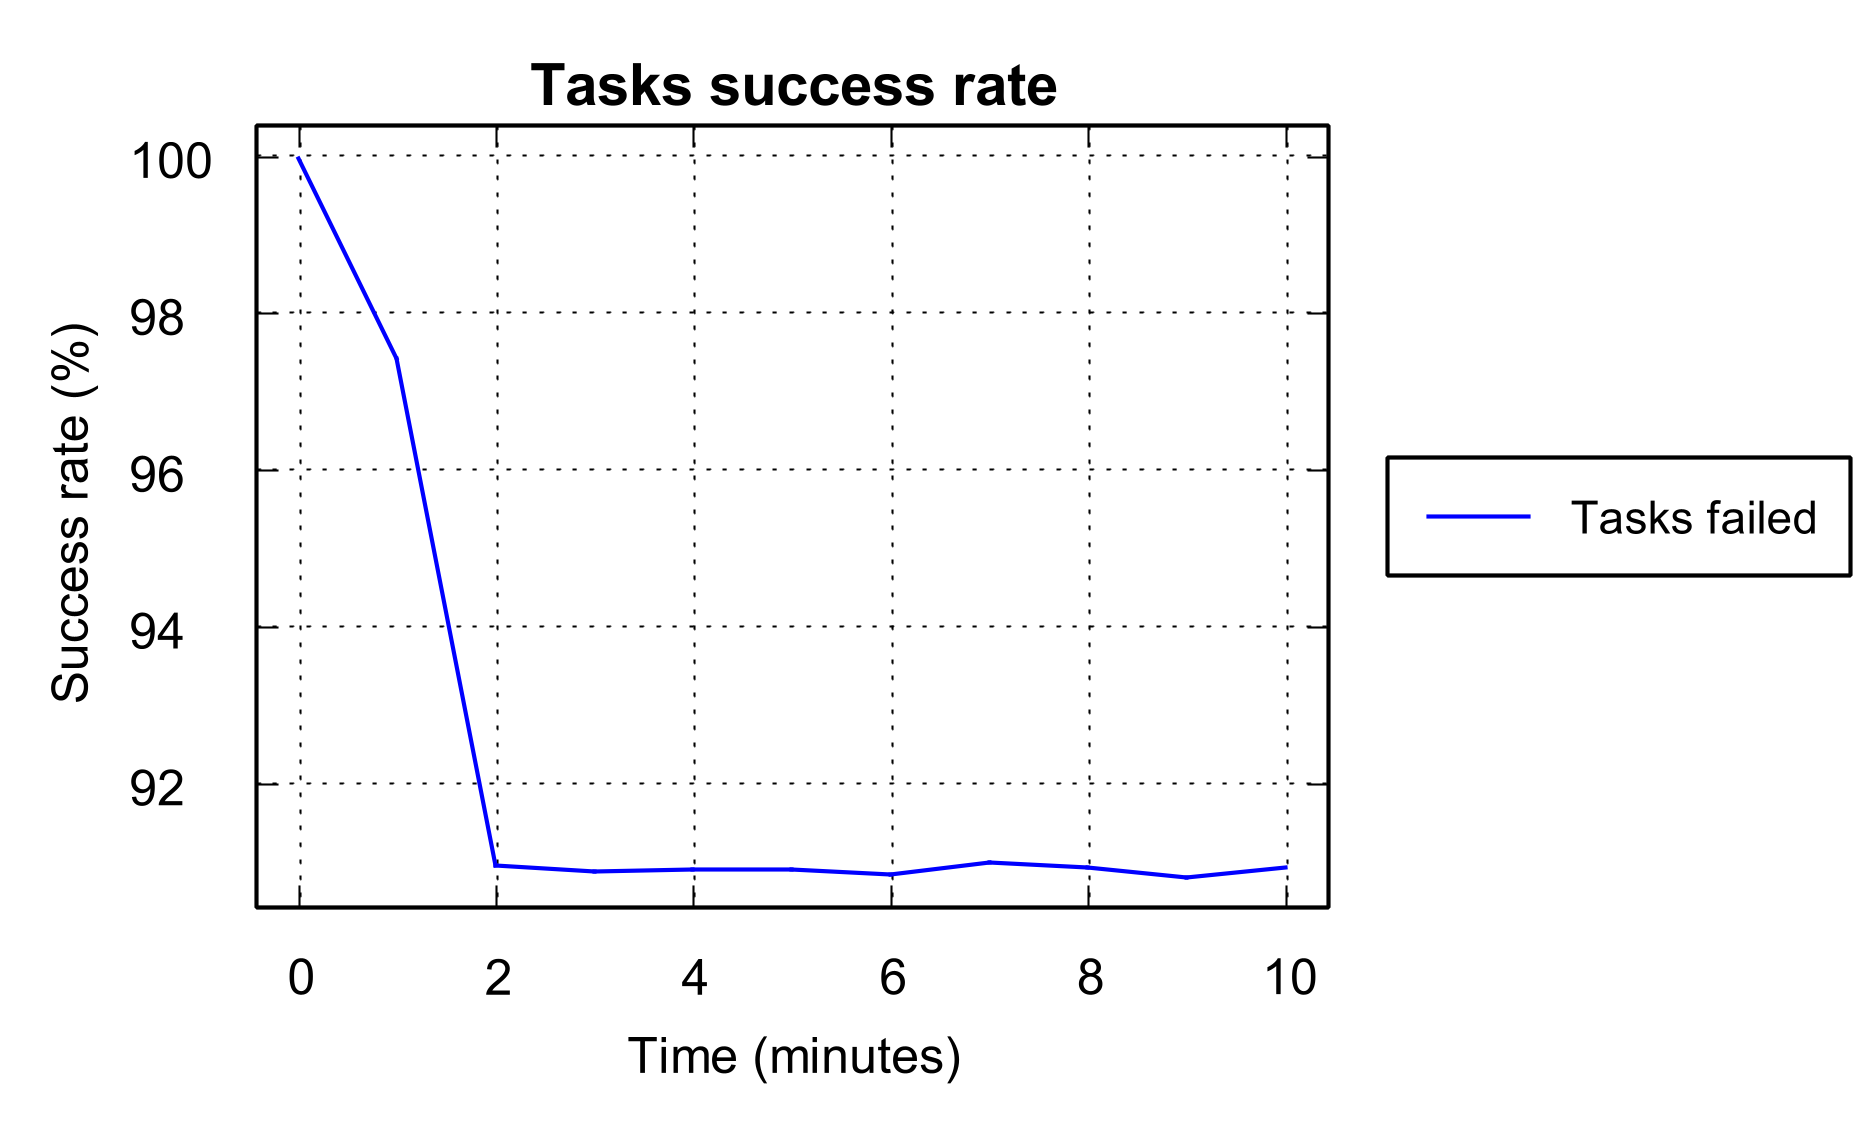 Tasks success rate
100
98
96
94
92
Success rate (%)
0 2 4 6 8 10
Time (minutes)
Tasks failed